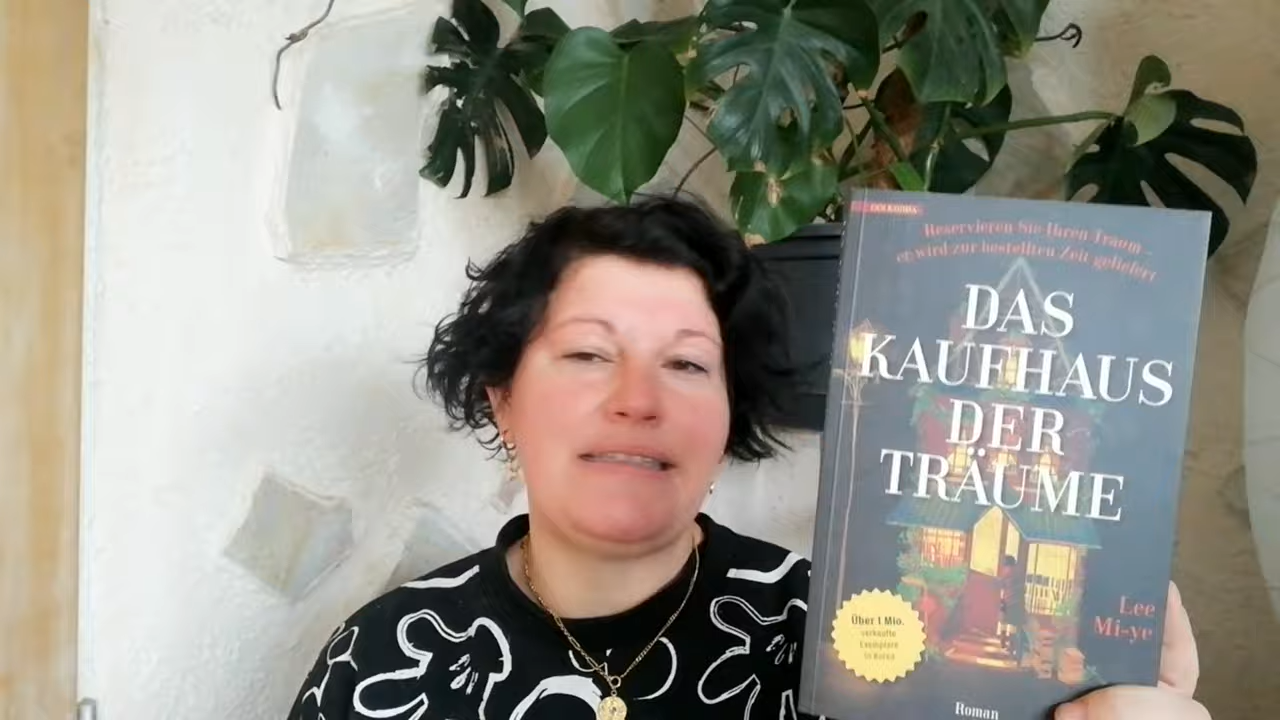 Reservieren Sie Ihren Traum –
er wird zur bestellten Zeit geliefert
DAS
KAUFHAUS
DER
TRÄUME
Lee
Mi-ye
Über 1 Mio.
verkaufte
Exemplare
in Korea
Roman